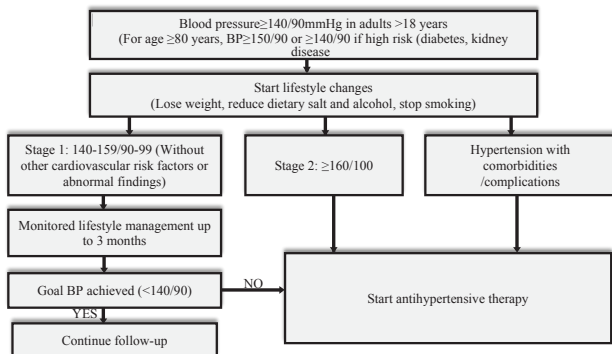 Blood pressure≥140/90mmHg in adults >18 years
(For age ≥80 years, BP≥150/90 or ≥140/90 if high risk (diabetes, kidney
disease
Start lifestyle changes
(Lose weight, reduce dietary salt and alcohol, stop smoking)
Stage 1: 140-159/90-99 (Without
other cardiovascular risk factors or
abnormal findings)
Stage 2: ≥160/100
Hypertension with
comorbidities
/complications
Monitored lifestyle management up
to 3 months
Goal BP achieved (<140/90)
NO
Start antihypertensive therapy
YES
Continue follow-up